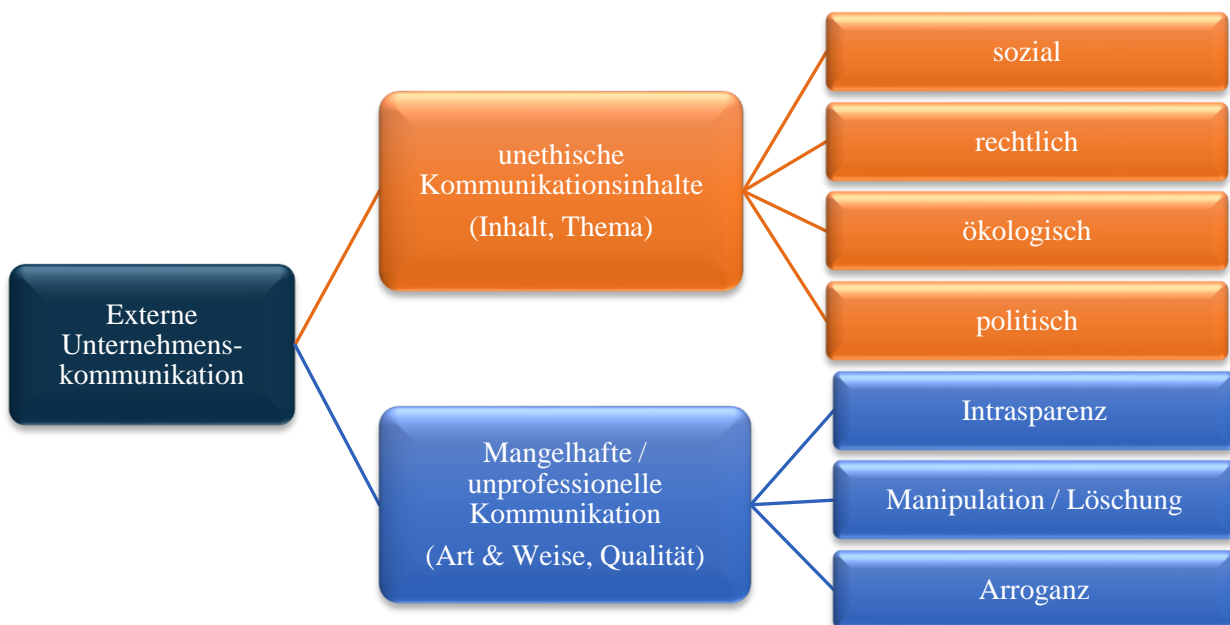 Externe
Unternehmens-
kommunikation
unethische
Kommunikationsinhalte
(Inhalt, Thema)
sozial
rechtlich
ökologisch
politisch
Mangelhafte /
unprofessionelle
Kommunikation
(Art & Weise, Qualität)
Intrasparenz
Manipulation / Löschung
Arroganz